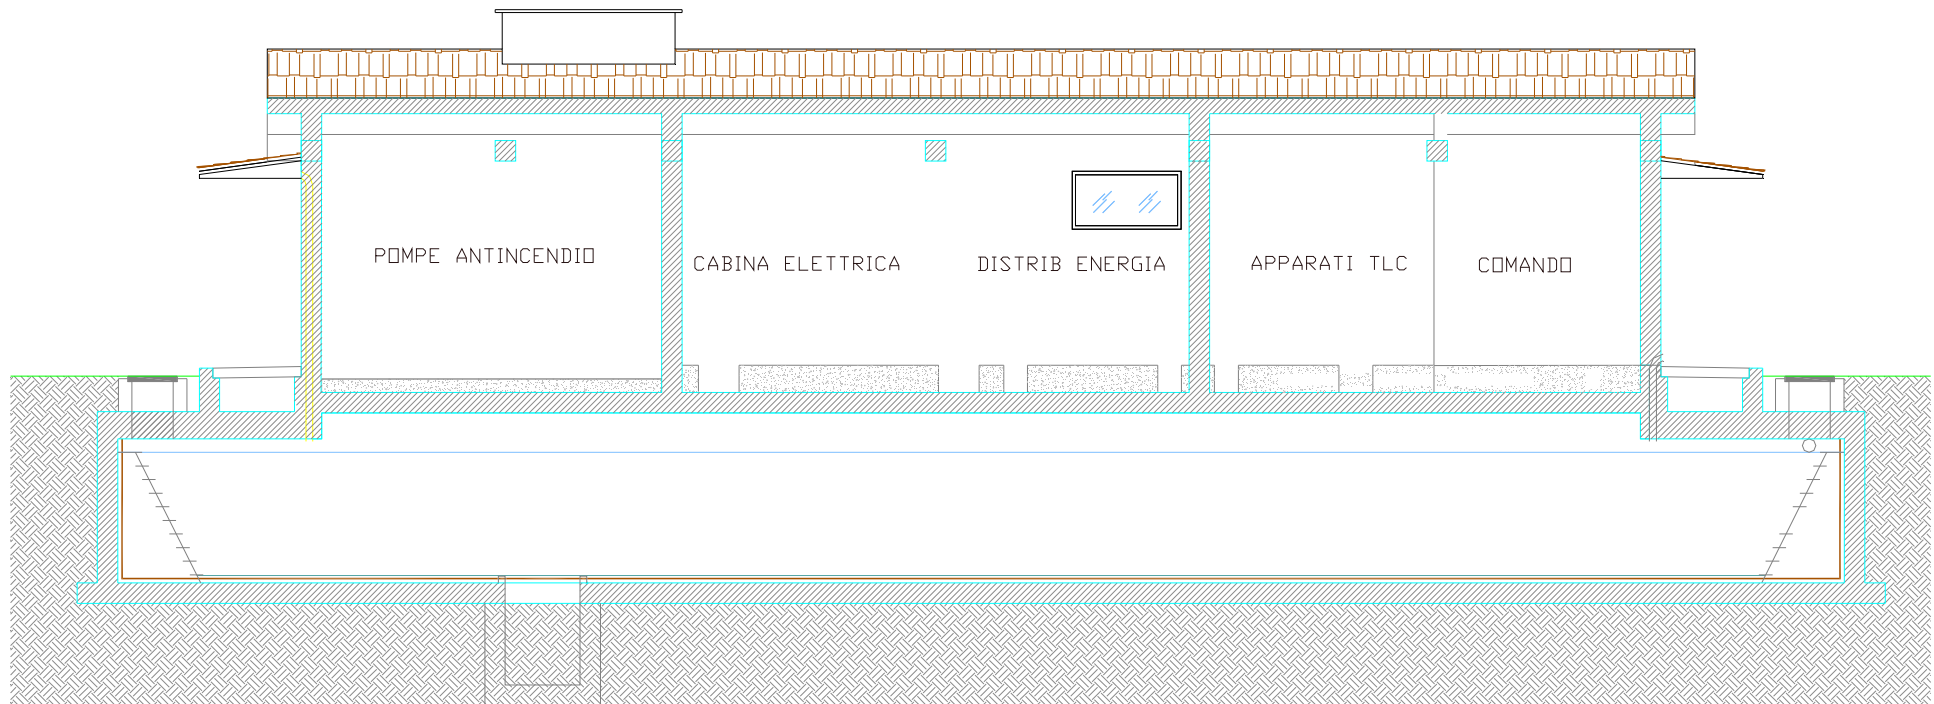 POMPE ANTINCENDIO
CABINA ELETTRICA
DISTRIB ENERGIA
APPARATI TLC
COMANDO